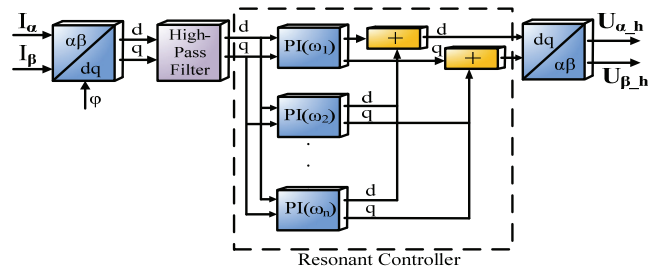 Iα
Iβ
αβ
dq
φ
d
q
High-
Pass
Filter
d
q
PI(ω1)
+
d
q
+
PI(ω2)
d
q
.
.
PI(ωn)
d
q
Resonant Controller
dq
αβ
Uα_h
Uβ_h